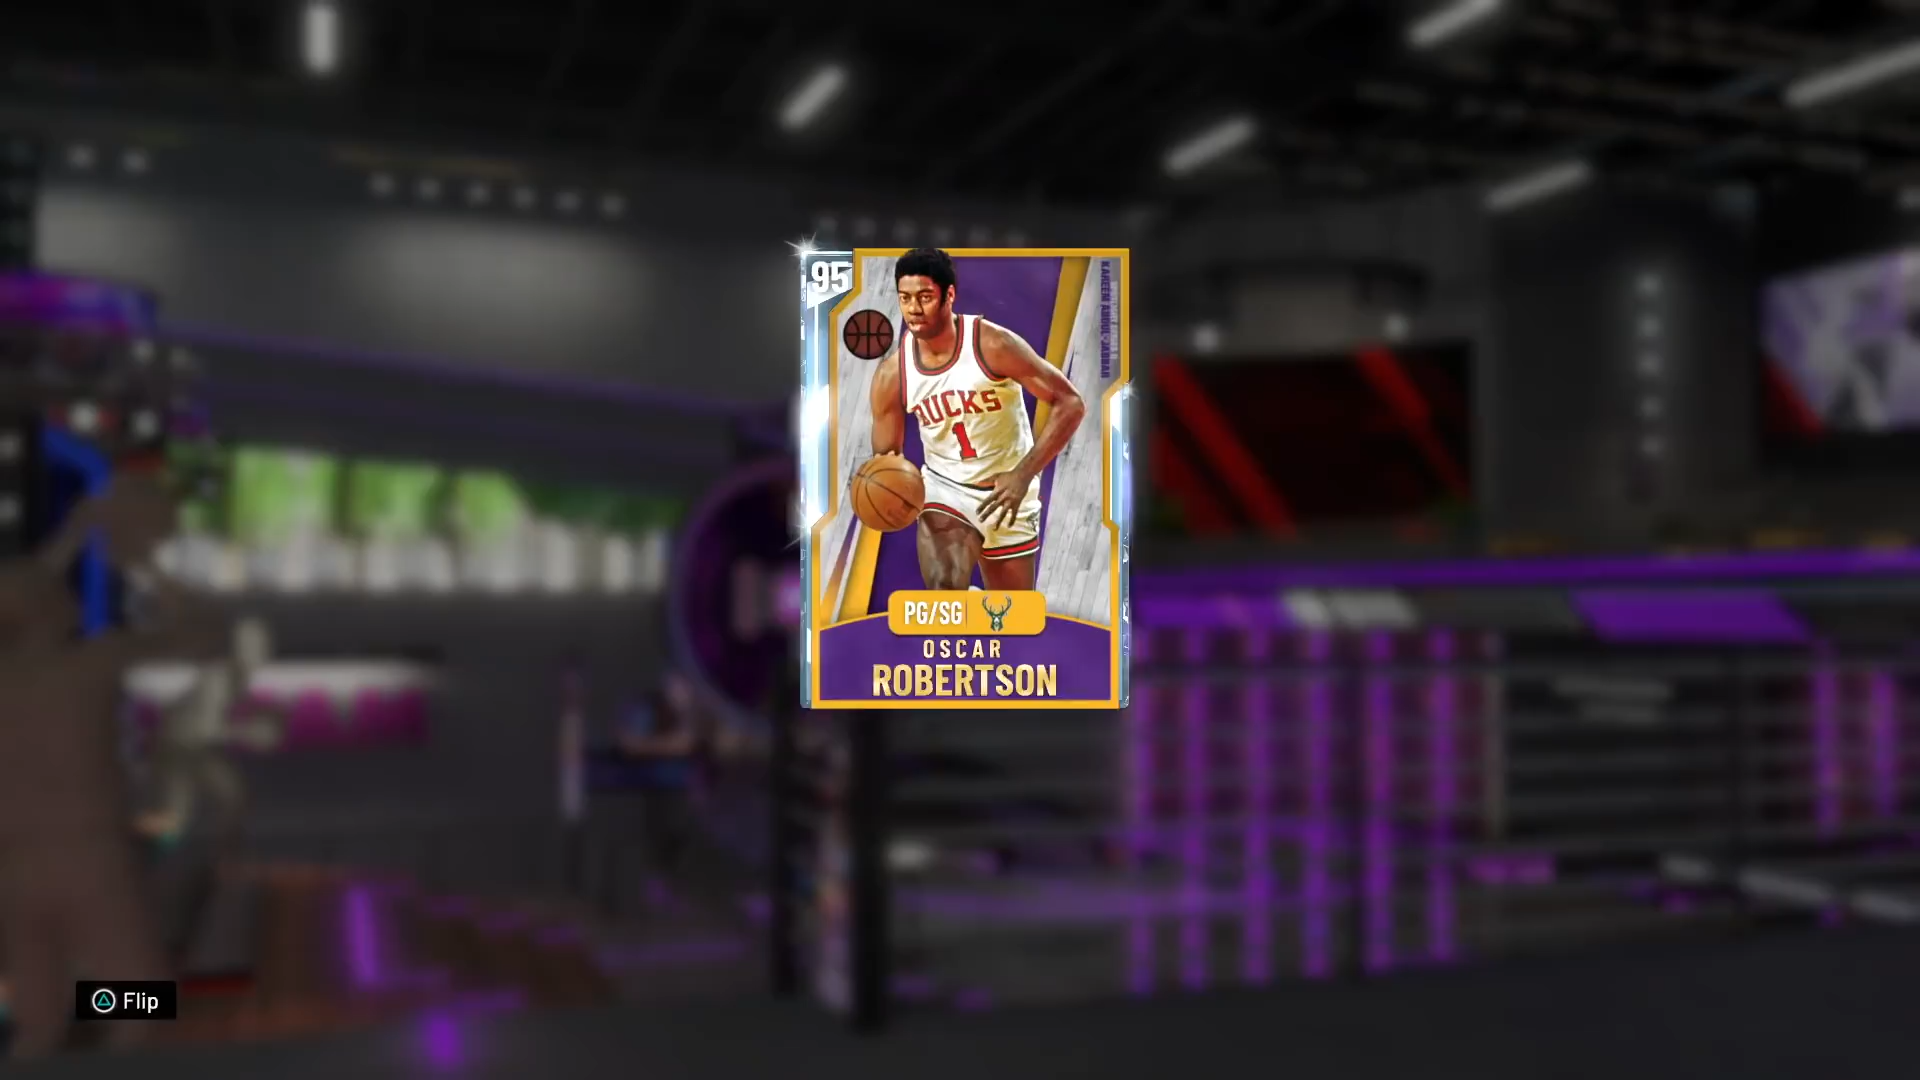 95
KAREEM ABDUL-JABBAR
BUCKS
1
PG/SG
OSCAR
ROBERTSON
Flip